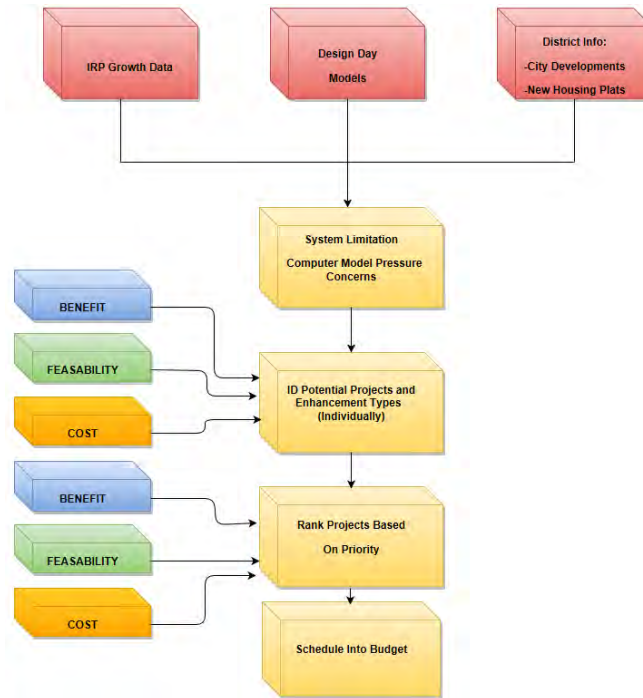 IRP Growth Data
Design Day
Models
District Info:
-City Developments
-New Housing Plats
System Limitation
Computer Model Pressure
Concerns
BENEFIT
FEASABILITY
COST
ID Potential Projects and
Enhancement Types
(Individually)
BENEFIT
FEASABILITY
COST
Rank Projects Based
On Priority
Schedule Into Budget